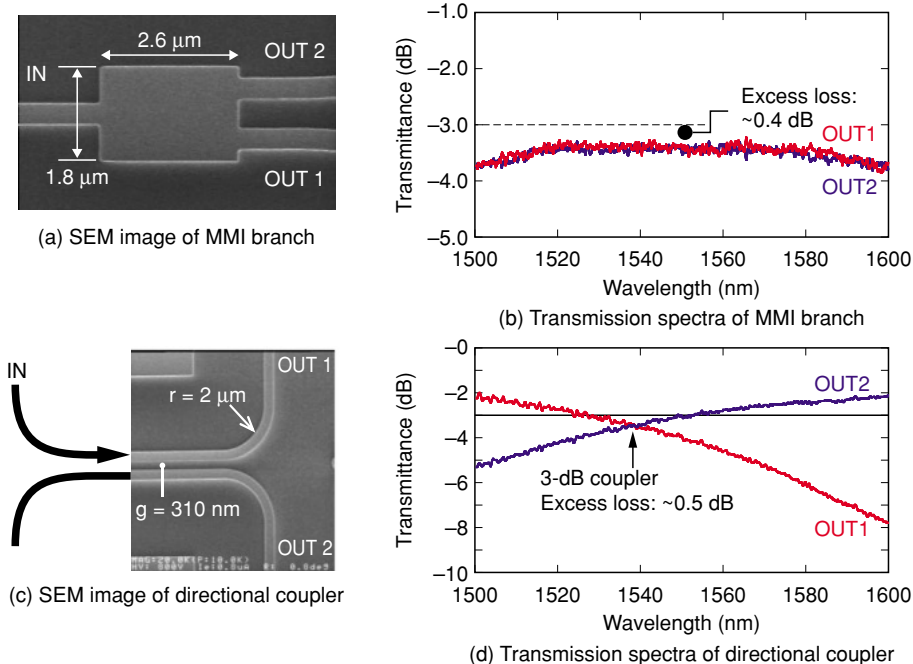 2.6 μm
OUT 2
IN
1.8 μm
OUT 1
(a) SEM image of MMI branch
Transmittance (dB)
–1.0
–2.0
–3.0
–4.0
–5.0
Excess loss:
~0.4 dB
OUT1
OUT2
1500 1520 1540 1560 1580 1600
Wavelength (nm)
(b) Transmission spectra of MMI branch
IN
OUT 1
r = 2 μm
g = 310 nm
OUT 2
(c) SEM image of directional coupler
Transmittance (dB)
–0
–2
–4
–6
–8
–10
OUT2
3-dB coupler
Excess loss: ~0.5 dB
OUT1
1500 1520 1540 1560 1580 1600
Wavelength (nm)
(d) Transmission spectra of directional coupler